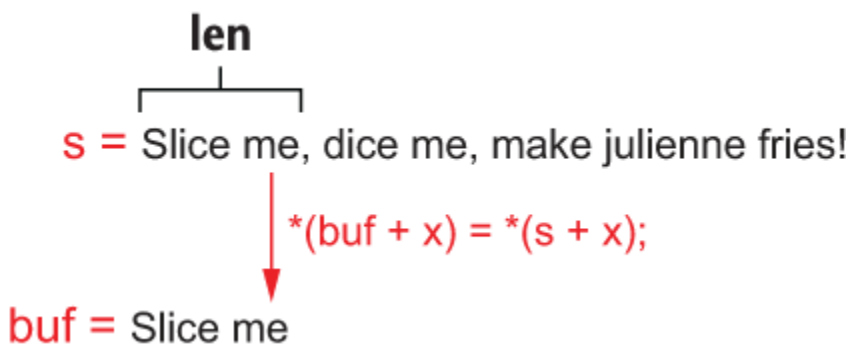 len
s = Slice me, dice me, make julienne fries!
*(buf + x) = *(s + x);
buf = Slice me